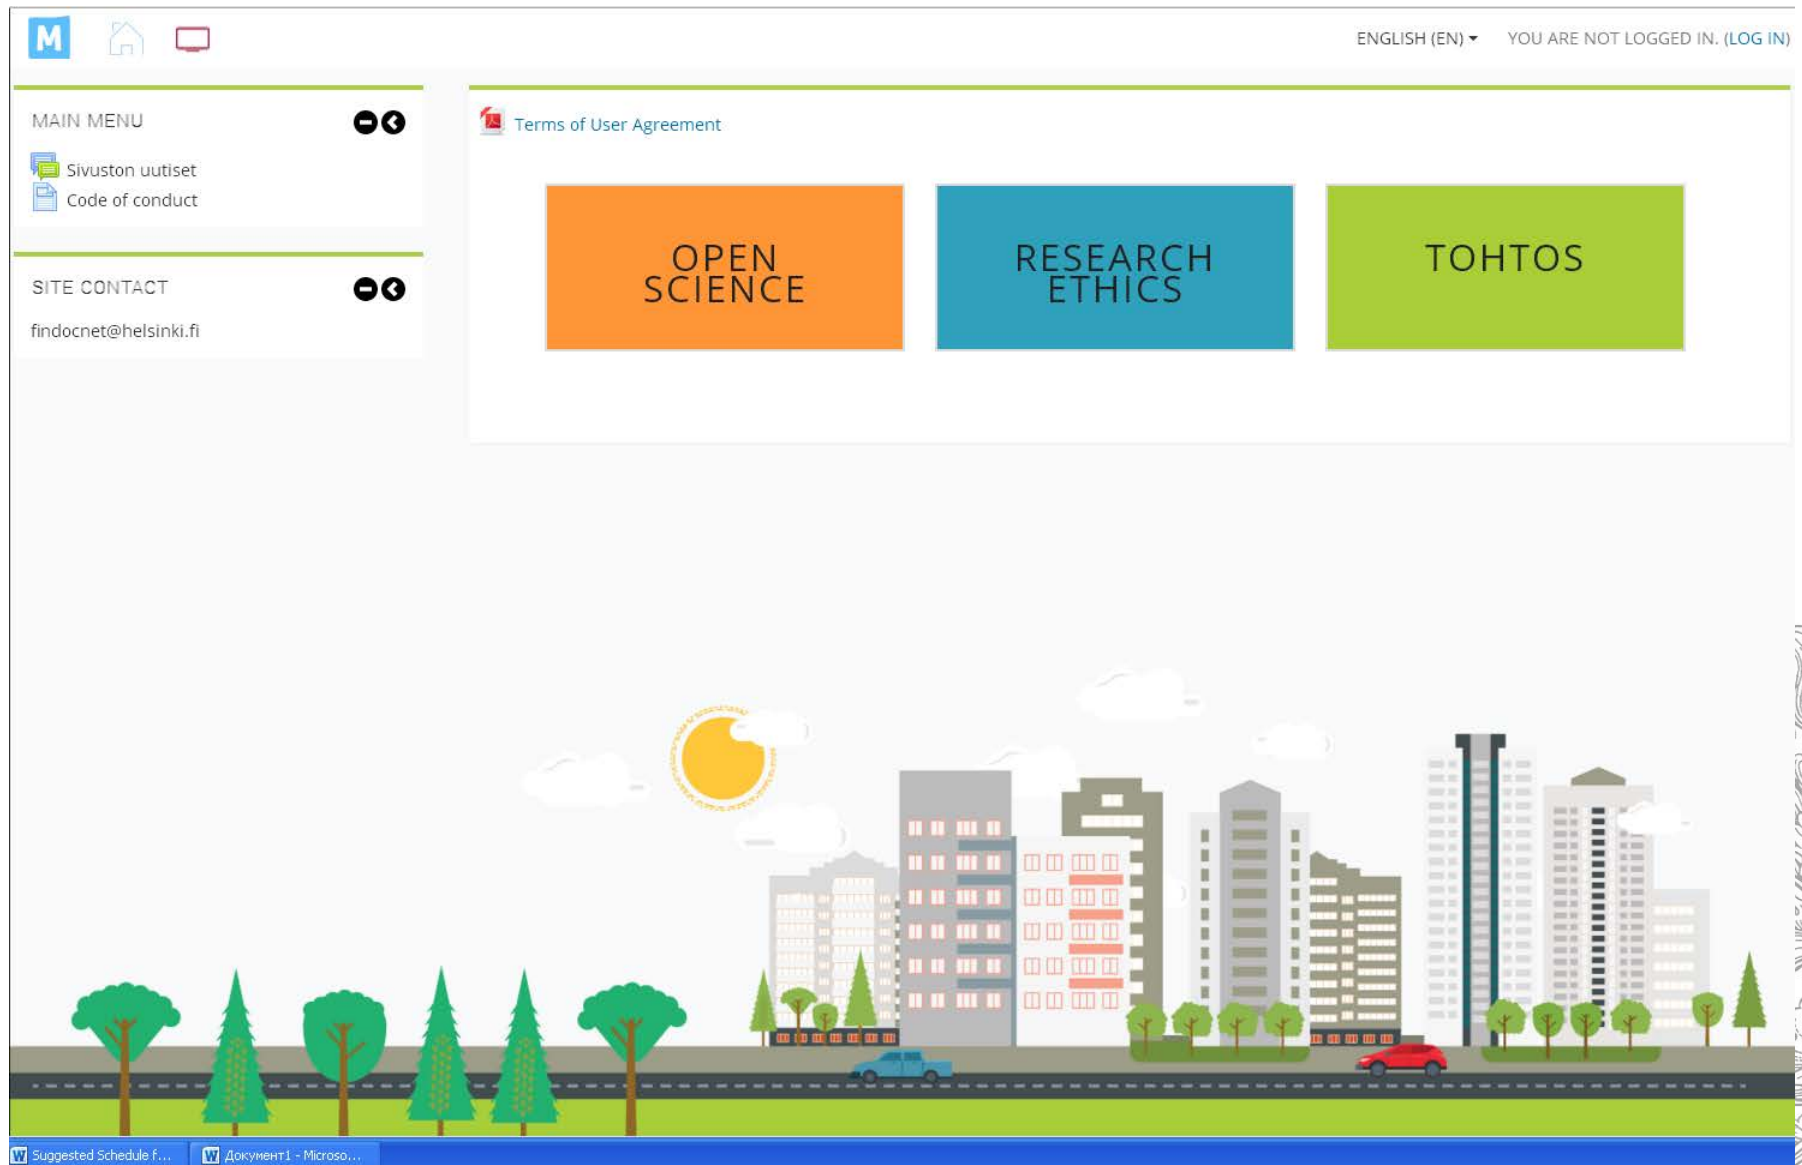 M
ENGLISH (EN) YOU ARE NOT LOGGED IN. (LOG IN)
MAIN MENU
Sivuston uutiset
Code of conduct
SITE CONTACT
findocnet@helsinki.fi
Terms of User Agreement
OPEN
SCIENCE
RESEARCH
ETHICS
TOHTOS
Suggested Schedule f...
Документ1 - Microso...